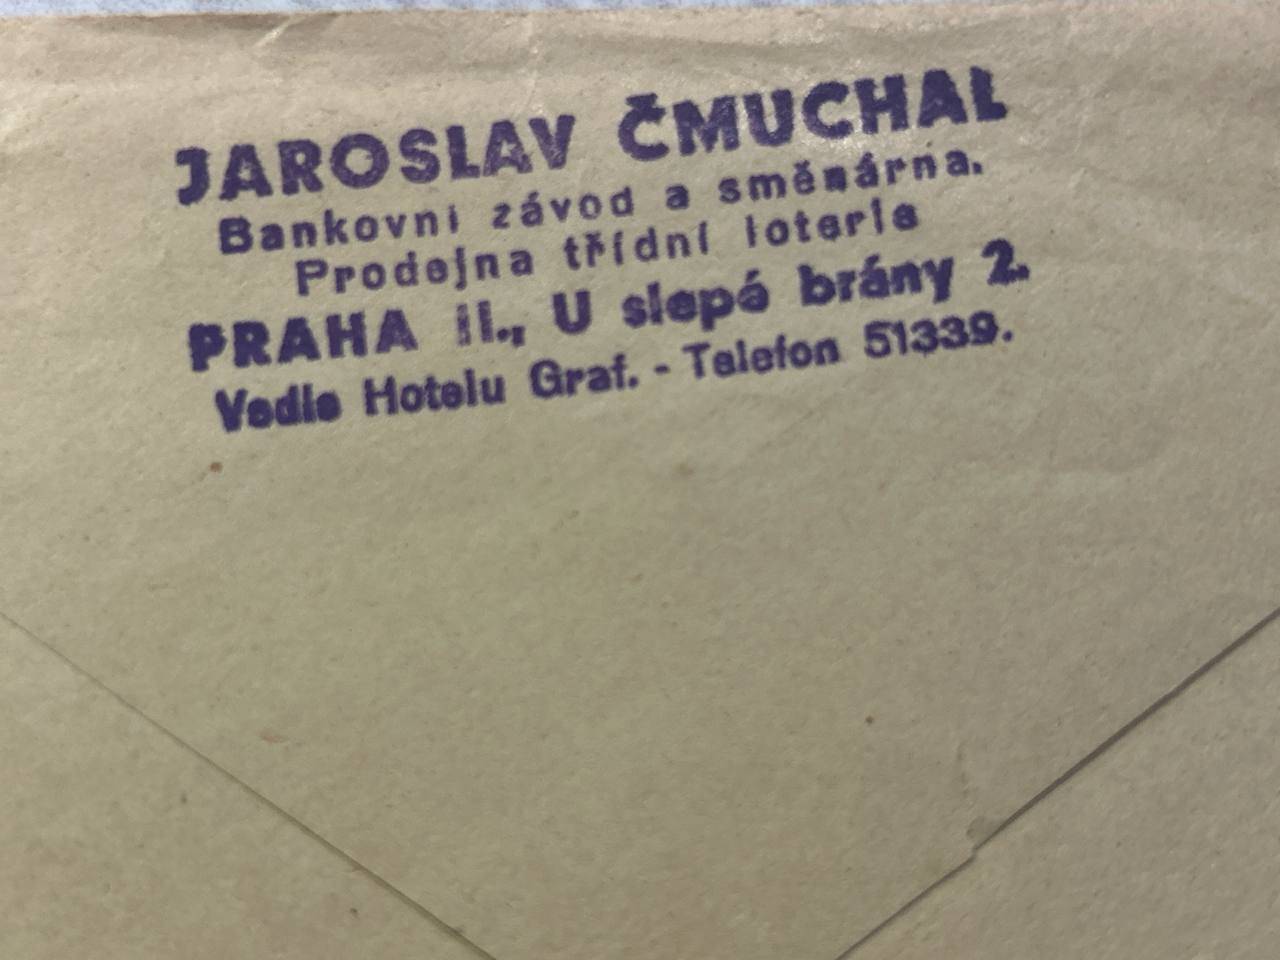 JAROSLAV ČMUCHAL
Bankovní závod a směnárna.
Prodejna třídní loterie
PRAHA II., U slepé brány 2.
Vedle Hotelu Graf. - Telefon 51339.